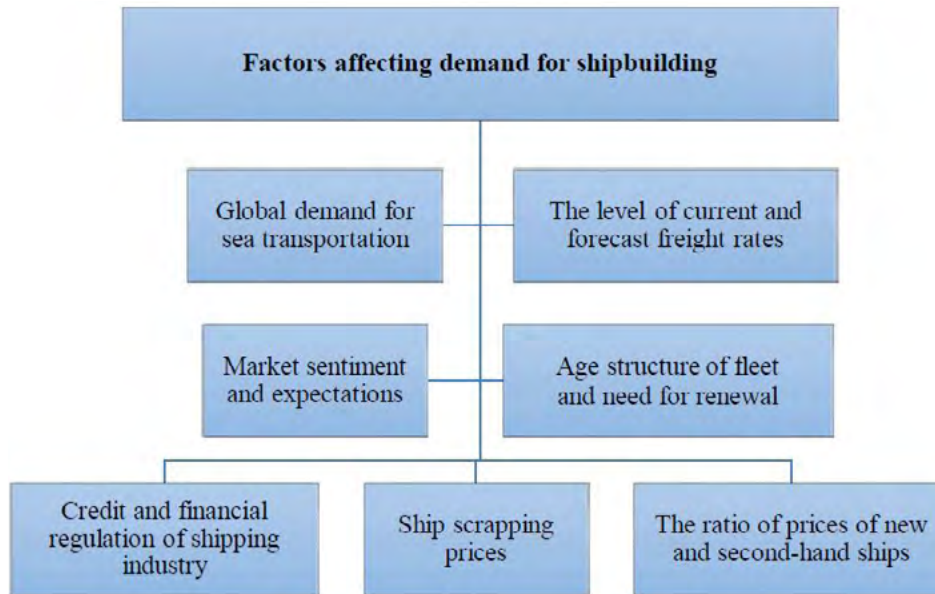 Factors affecting demand for shipbuilding
Global demand for
sea transportation
The level of current and
forecast freight rates
Market sentiment
and expectations
Age structure of fleet
and need for renewal
Credit and financial
regulation of shipping
industry
Ship scrapping
prices
The ratio of prices of new
and second-hand ships